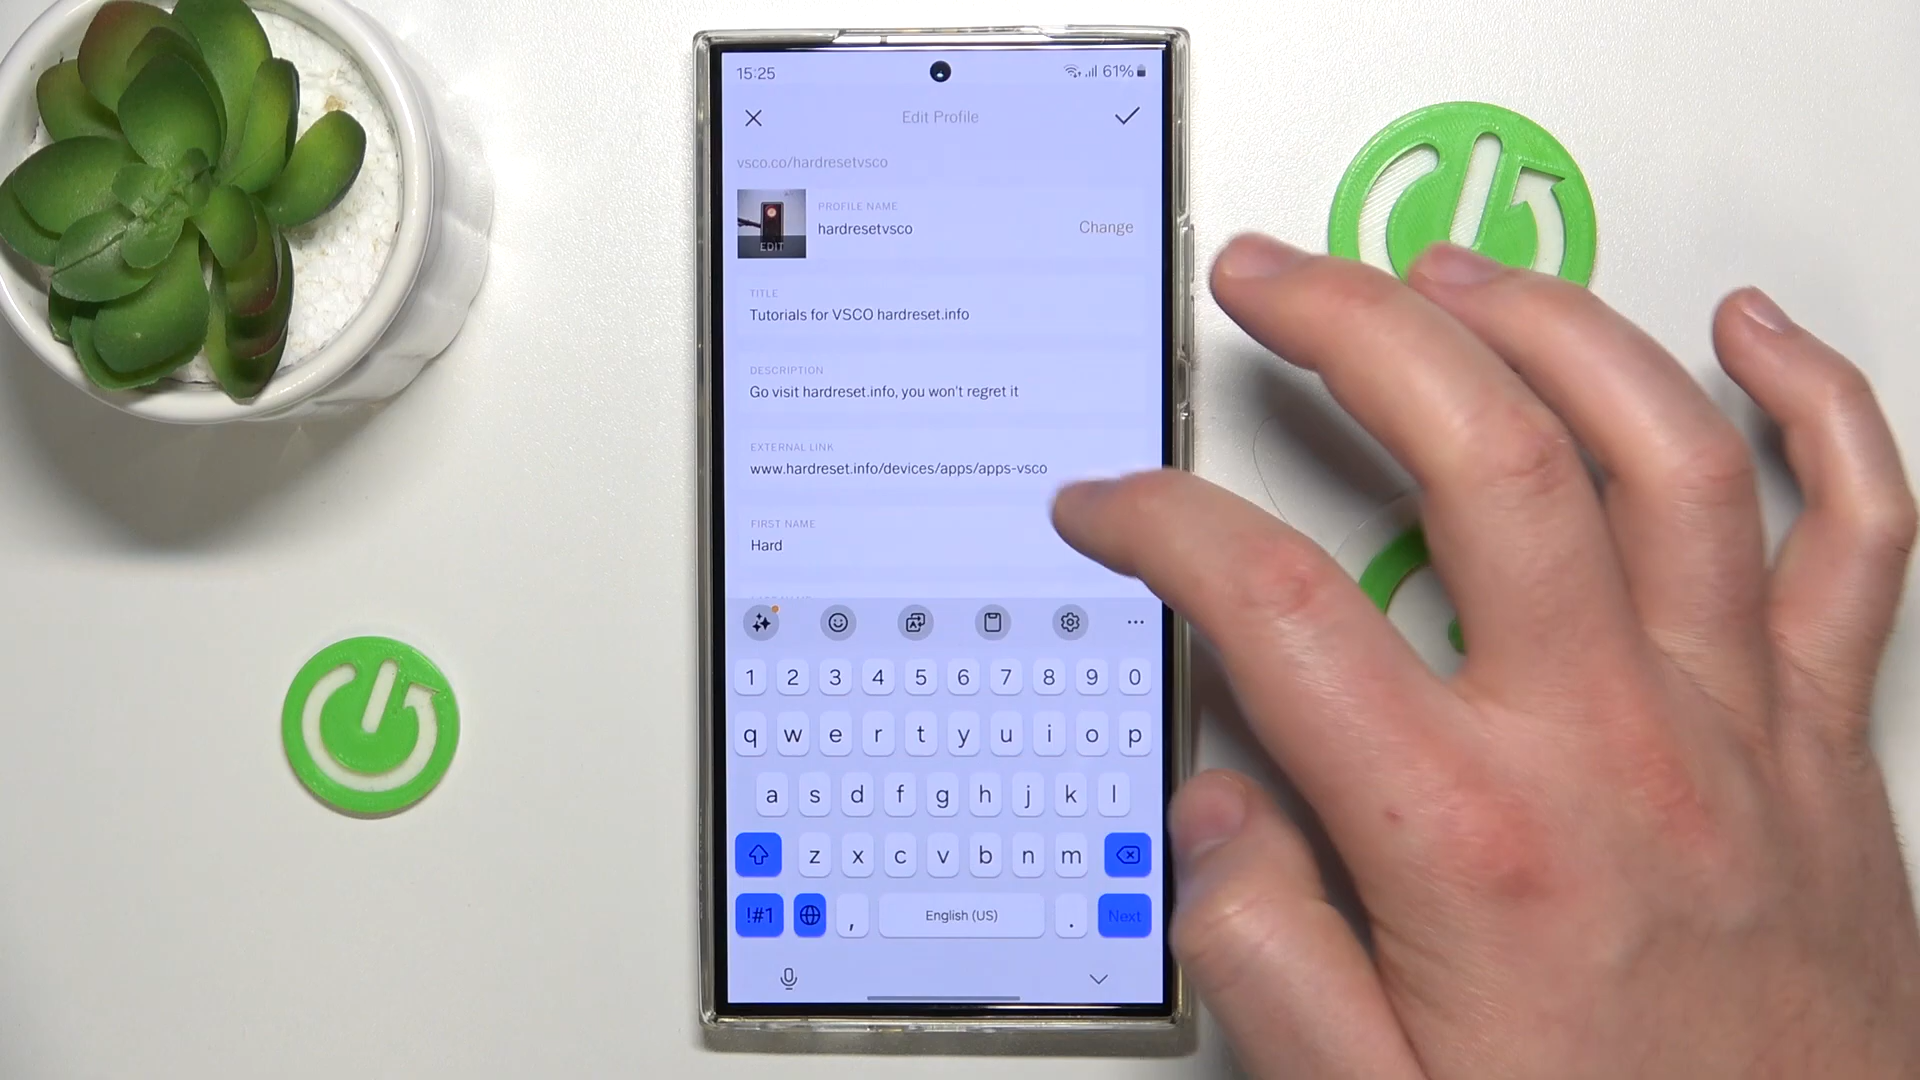 15:25 61%
Edit Profile
vsco.co/hardresetvsco
PROFILE NAME
hardresetvsco
Change
EDIT
TITLE
Tutorials for VSCO hardreset.info
DESCRIPTION
Go visit hardreset.info, you won't regret it
EXTERNAL LINK
www.hardreset.info/devices/apps/apps-vsco
FIRST NAME
Hard
1 2 3 4 5 6 7 8 9 0
q w e r t y u i o p
a s d f g h j k l
z x c v b n m
!#1 , English (US) . Next